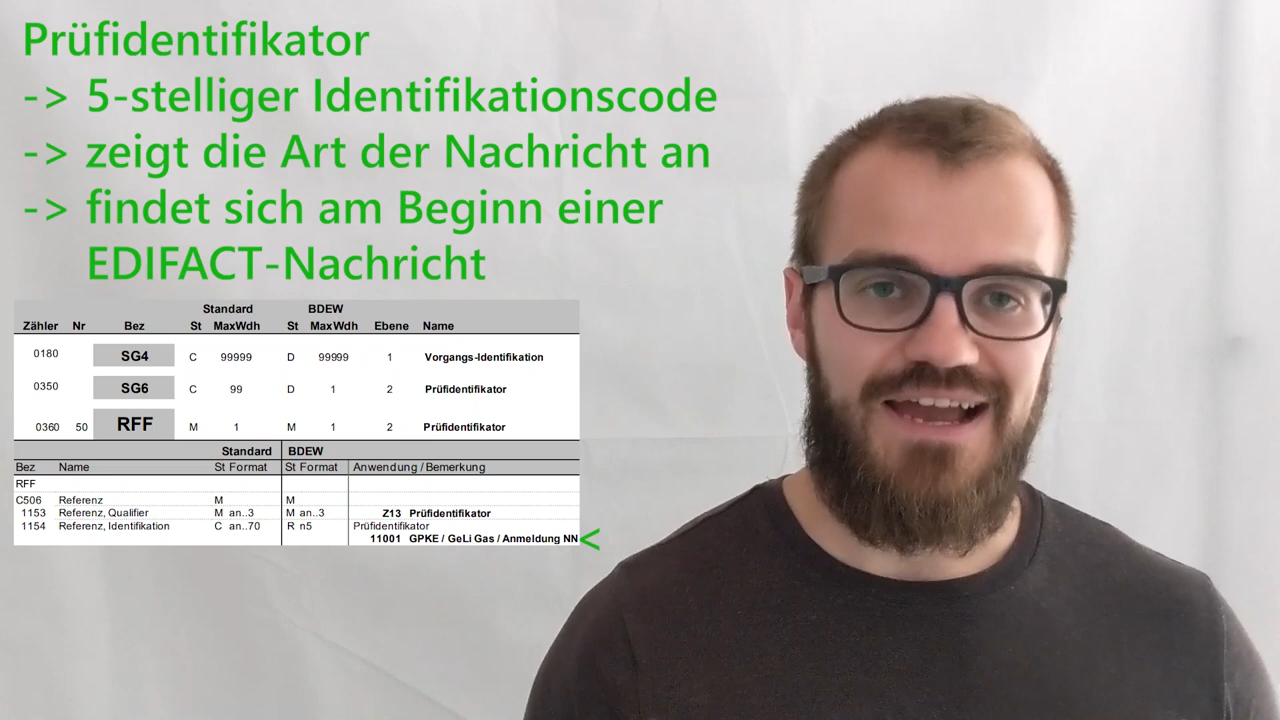 Prüfidentifikator
-> 5-stelliger Identifikationscode
-> zeigt die Art der Nachricht an
-> findet sich am Beginn einer
EDIFACT-Nachricht
Standard BDEW
Zähler Nr Bez St MaxWdh St MaxWdh Ebene Name
0180 SG4 C 99999 D 99999 1 Vorgangs-Identifikation
0350 SG6 C 99 D 1 2 Prüfidentifikator
0360 50 RFF M 1 M 1 2 Prüfidentifikator
Standard BDEW
Bez Name St Format St Format Anwendung / Bemerkung
RFF
C506 Referenz M M
1153 Referenz, Qualifier M an..3 M an..3 Z13 Prüfidentifikator
1154 Referenz, Identifikation C an..70 R n5 Prüfidentifikator
11001 GPKE / GeLi Gas / Anmeldung NN <